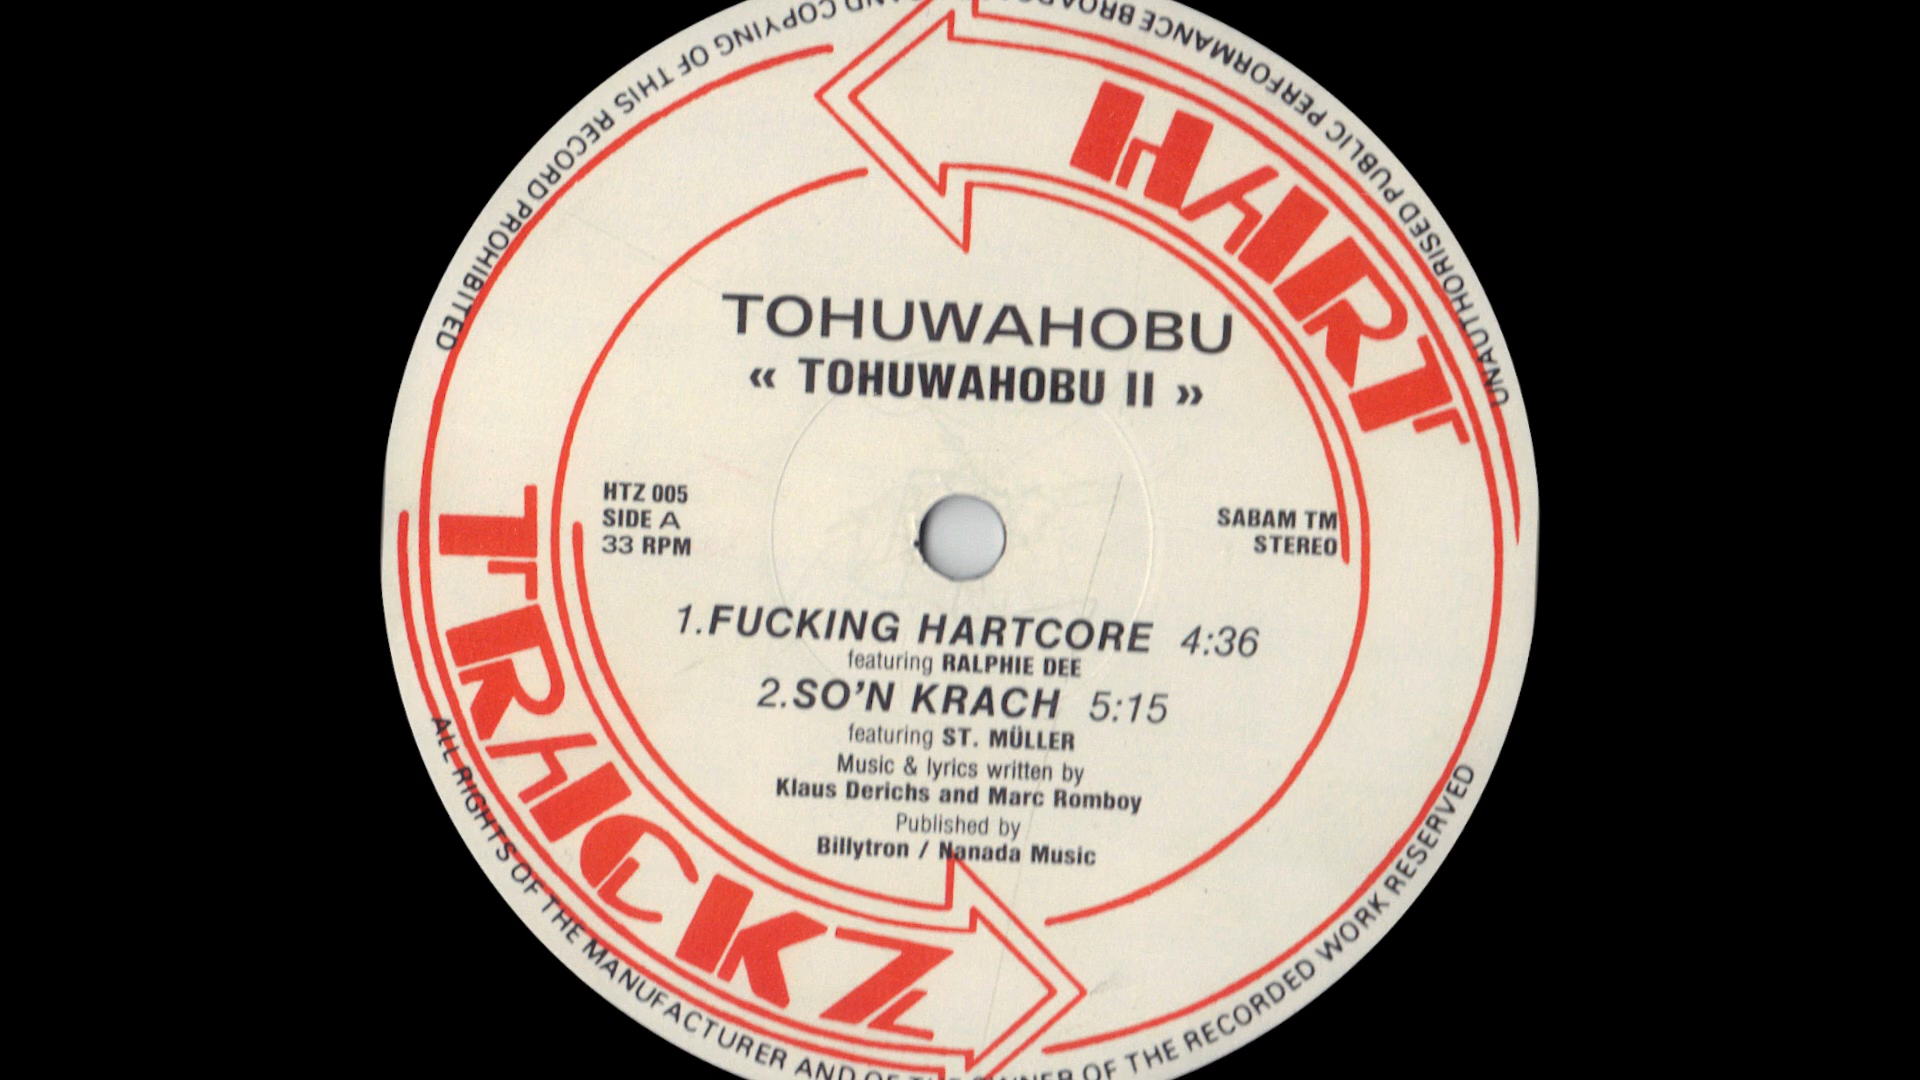 HART
TRICKZ
TOHUWAHOBU
« TOHUWAHOBU II »
HTZ 005
SIDE A
33 RPM
SABAM TM
STEREO
1.FUCKING HARTCORE 4:36
featuring RALPHIE DEE
2.SO'N KRACH 5:15
featuring ST. MÜLLER
Music & lyrics written by
Klaus Derichs and Marc Romboy
Published by
Billytron / Nanada Music
ALL RIGHTS OF THE MANUFACTURER AND OF THE OWNER OF THE RECORDED WORK RESERVED
UNAUTHORISED PUBLIC PERFORMANCE AND COPYING OF THIS RECORD PROHIBITED